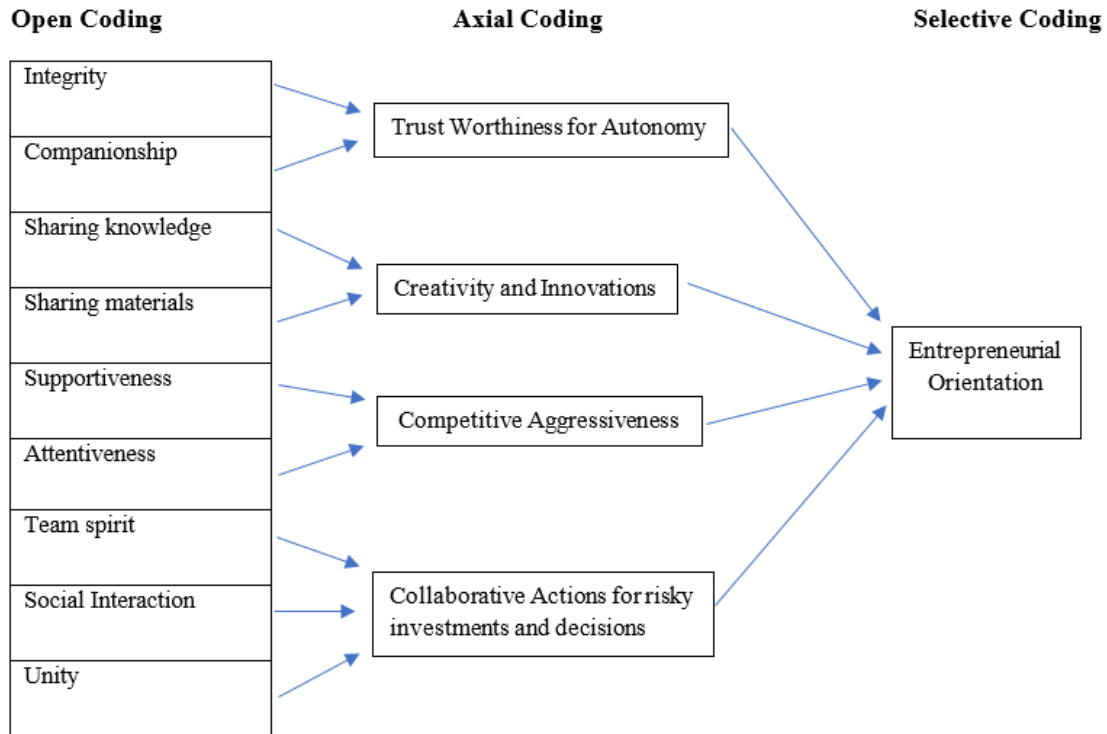 Open Coding
Axial Coding
Selective Coding
Integrity
Companionship
Sharing knowledge
Sharing materials
Supportiveness
Attentiveness
Team spirit
Social Interaction
Unity
Trust Worthiness for Autonomy
Creativity and Innovations
Competitive Aggressiveness
Collaborative Actions for risky
investments and decisions
Entrepreneurial
Orientation